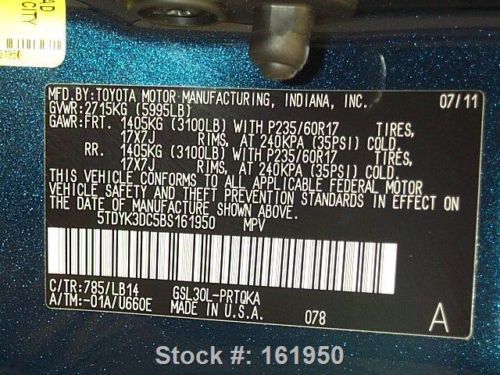 AD
CITY
161950
MFD.BY:TOYOTA MOTOR MANUFACTURING, INDIANA, INC. 07/11
GVWR:2715KG (5995LB)
GAWR:FRT. 1405KG (3100LB) WITH P235/60R17 TIRES,
17X7J RIMS, AT 240KPA (35PSI) COLD.
RR. 1405KG (3100LB) WITH P235/60R17 TIRES,
17X7J RIMS, AT 240KPA (35PSI) COLD.
THIS VEHICLE CONFORMS TO ALL APPLICABLE FEDERAL MOTOR
VEHICLE SAFETY AND THEFT PREVENTION STANDARDS IN EFFECT ON
THE DATE OF MANUFACTURE SHOWN ABOVE.
5TDYK3DC5BS161950 MPV
C/TR:785/LB14 GSL30L-PRTQKA
A/TM:-01A/U660E MADE IN U.S.A. 078 A
Stock #: 161950